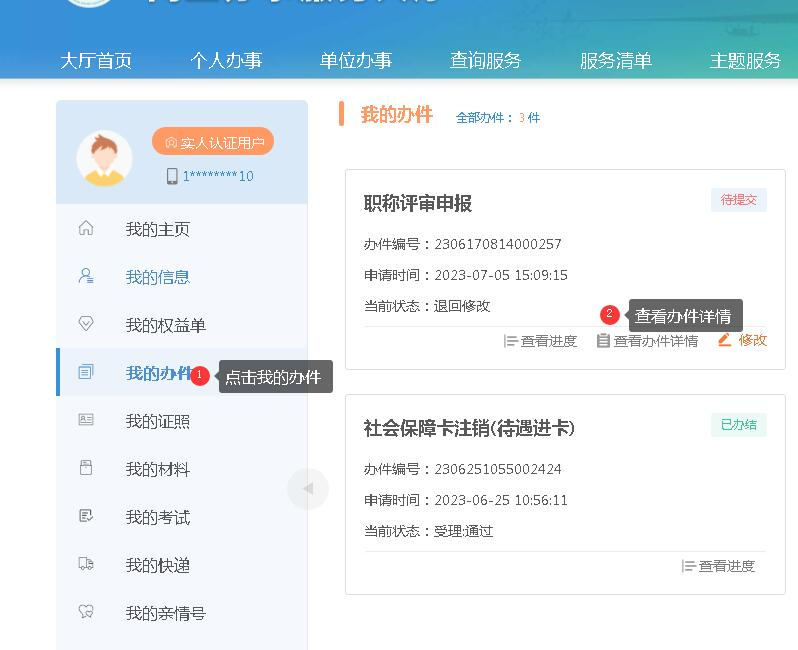 大厅首页 个人办事 单位办事 查询服务 服务清单 主题服务
实人认证用户
1********10
我的主页
我的信息
我的权益单
我的办件 1 点击我的办件
我的证照
我的材料
我的考试
我的快递
我的亲情号
我的办件 全部办件： 3 件
职称评审申报 待提交
办件编号：2306170814000257
申请时间：2023-07-05 15:09:15
当前状态：退回修改
2 查看办件详情
查看进度 查看办件详情 修改
社会保障卡注销(待遇进卡) 已办结
办件编号：2306251055002424
申请时间：2023-06-25 10:56:11
当前状态：受理:通过
查看进度